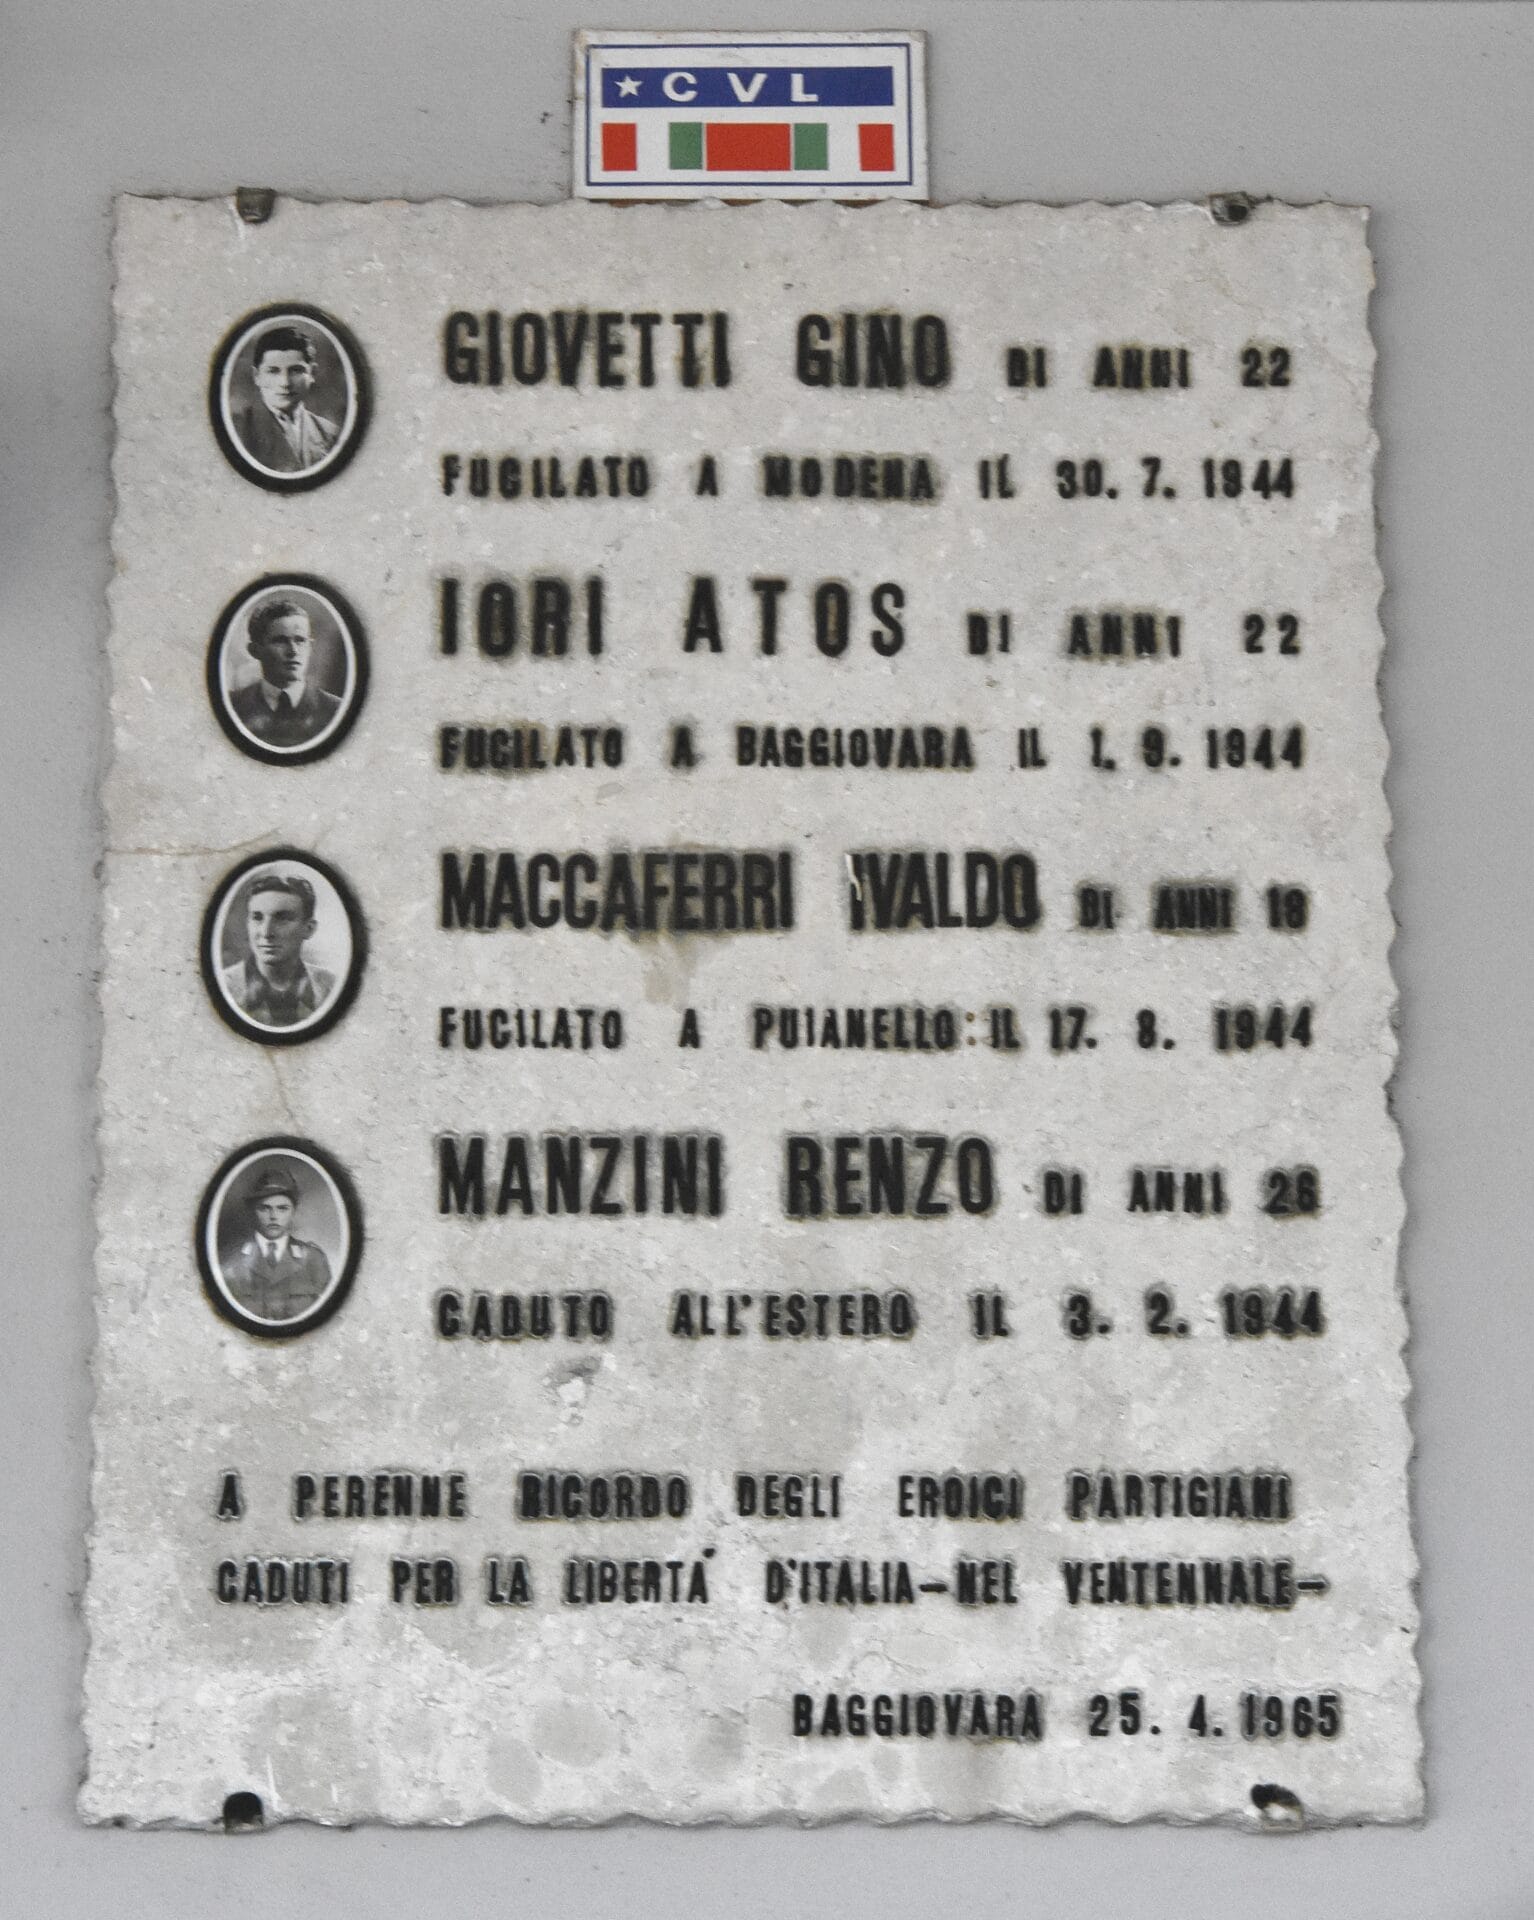 ★ C V L
GIOVETTI GINO DI ANNI 22
FUCILATO A MODENA IL 30. 7. 1944
IORI ATOS DI ANNI 22
FUCILATO A BAGGIOVARA IL 1. 9. 1944
MACCAFERRI IVALDO DI ANNI 18
FUCILATO A PUIANELLO IL 17. 8. 1944
MANZINI RENZO DI ANNI 26
CADUTO ALL'ESTERO IL 3. 2. 1944
A PERENNE RICORDO DEGLI EROICI PARTIGIANI
CADUTI PER LA LIBERTA' D'ITALIA—NEL VENTENNALE—
BAGGIOVARA 25. 4. 1965